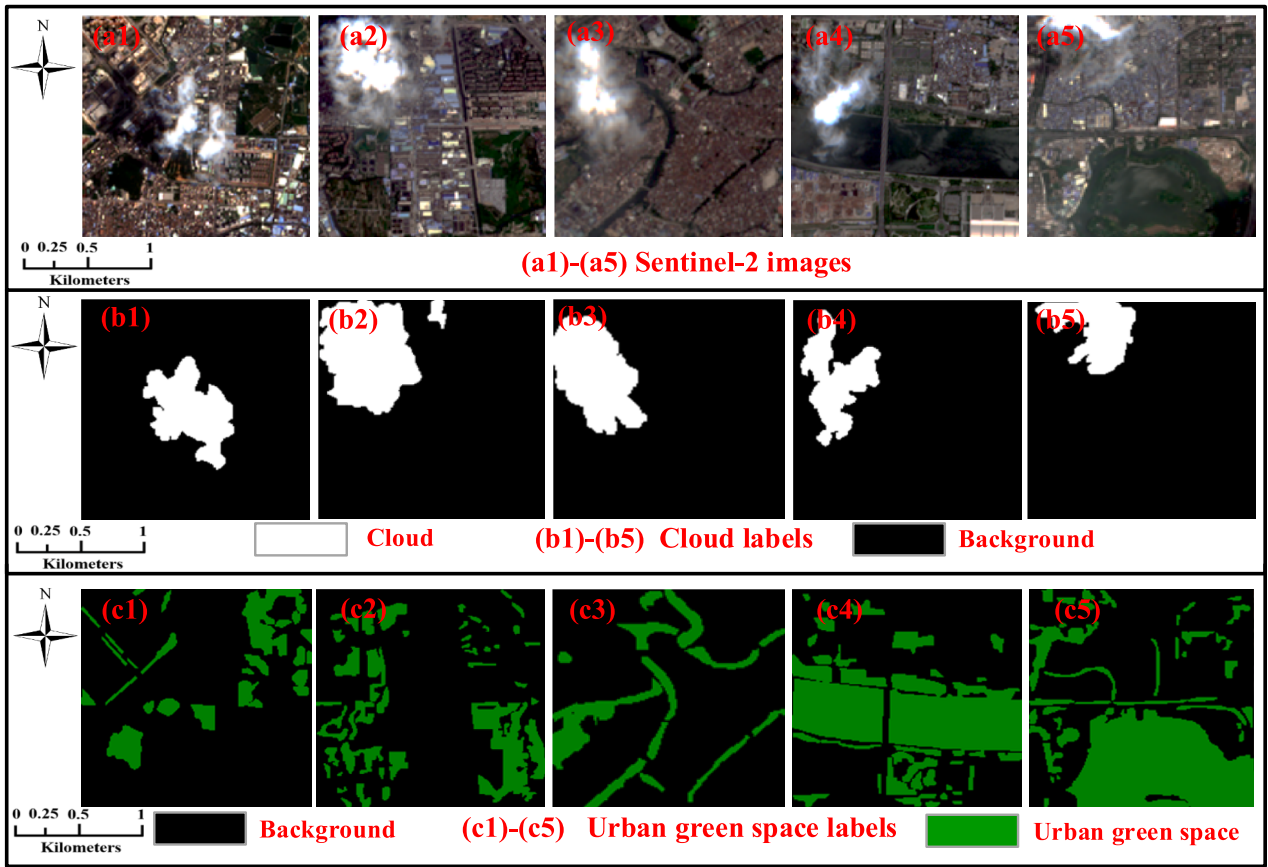 N
(a1) (a2) (a3) (a4) (a5)
0 0.25 0.5 1
Kilometers
(a1)-(a5) Sentinel-2 images
N
(b1) (b2) (b3) (b4) (b5)
0 0.25 0.5 1
Kilometers
Cloud (b1)-(b5) Cloud labels Background
N
(c1) (c2) (c3) (c4) (c5)
0 0.25 0.5 1
Kilometers
Background (c1)-(c5) Urban green space labels Urban green space